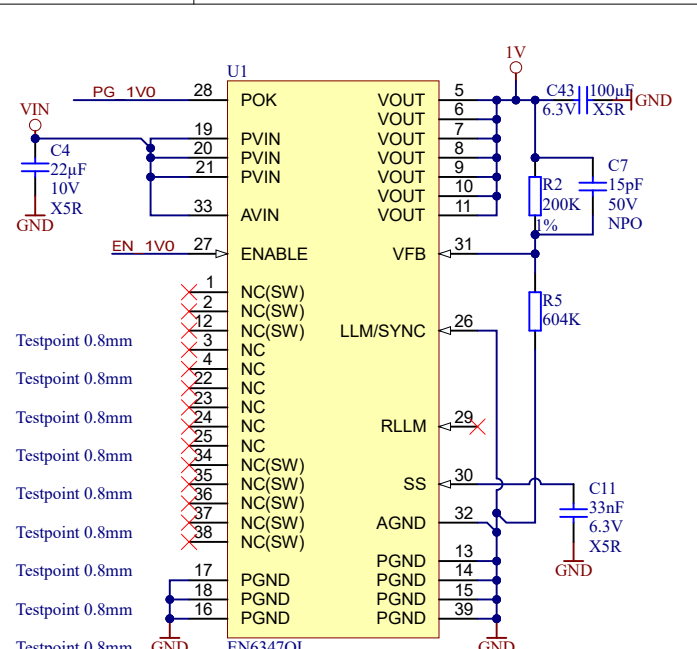 1V
U1
PG_1V0 28 POK VOUT 5 C43 100µF GND
VOUT 6 6.3V X5R
VIN 19 PVIN VOUT 7
C4 20 PVIN VOUT 8 C7
22µF 21 PVIN VOUT 9 R2 15pF
10V VOUT 10 200K 50V
X5R 33 AVIN VOUT 11 1% NPO
GND
EN_1V0 27 ENABLE VFB 31
1 NC(SW)
2 NC(SW) R5
12 NC(SW) LLM/SYNC 26 604K
Testpoint 0.8mm 3 NC
4 NC
Testpoint 0.8mm 22 NC
23 NC
Testpoint 0.8mm 24 NC RLLM 29
25 NC
Testpoint 0.8mm 34 NC(SW)
35 NC(SW) SS 30 C11
Testpoint 0.8mm 36 NC(SW) 33nF
37 NC(SW) AGND 32 6.3V
Testpoint 0.8mm 38 NC(SW) X5R
PGND 13 GND
Testpoint 0.8mm 17 PGND PGND 14
18 PGND PGND 15
Testpoint 0.8mm 16 PGND PGND 39
Testpoint 0.8mm GND EN6347QI GND